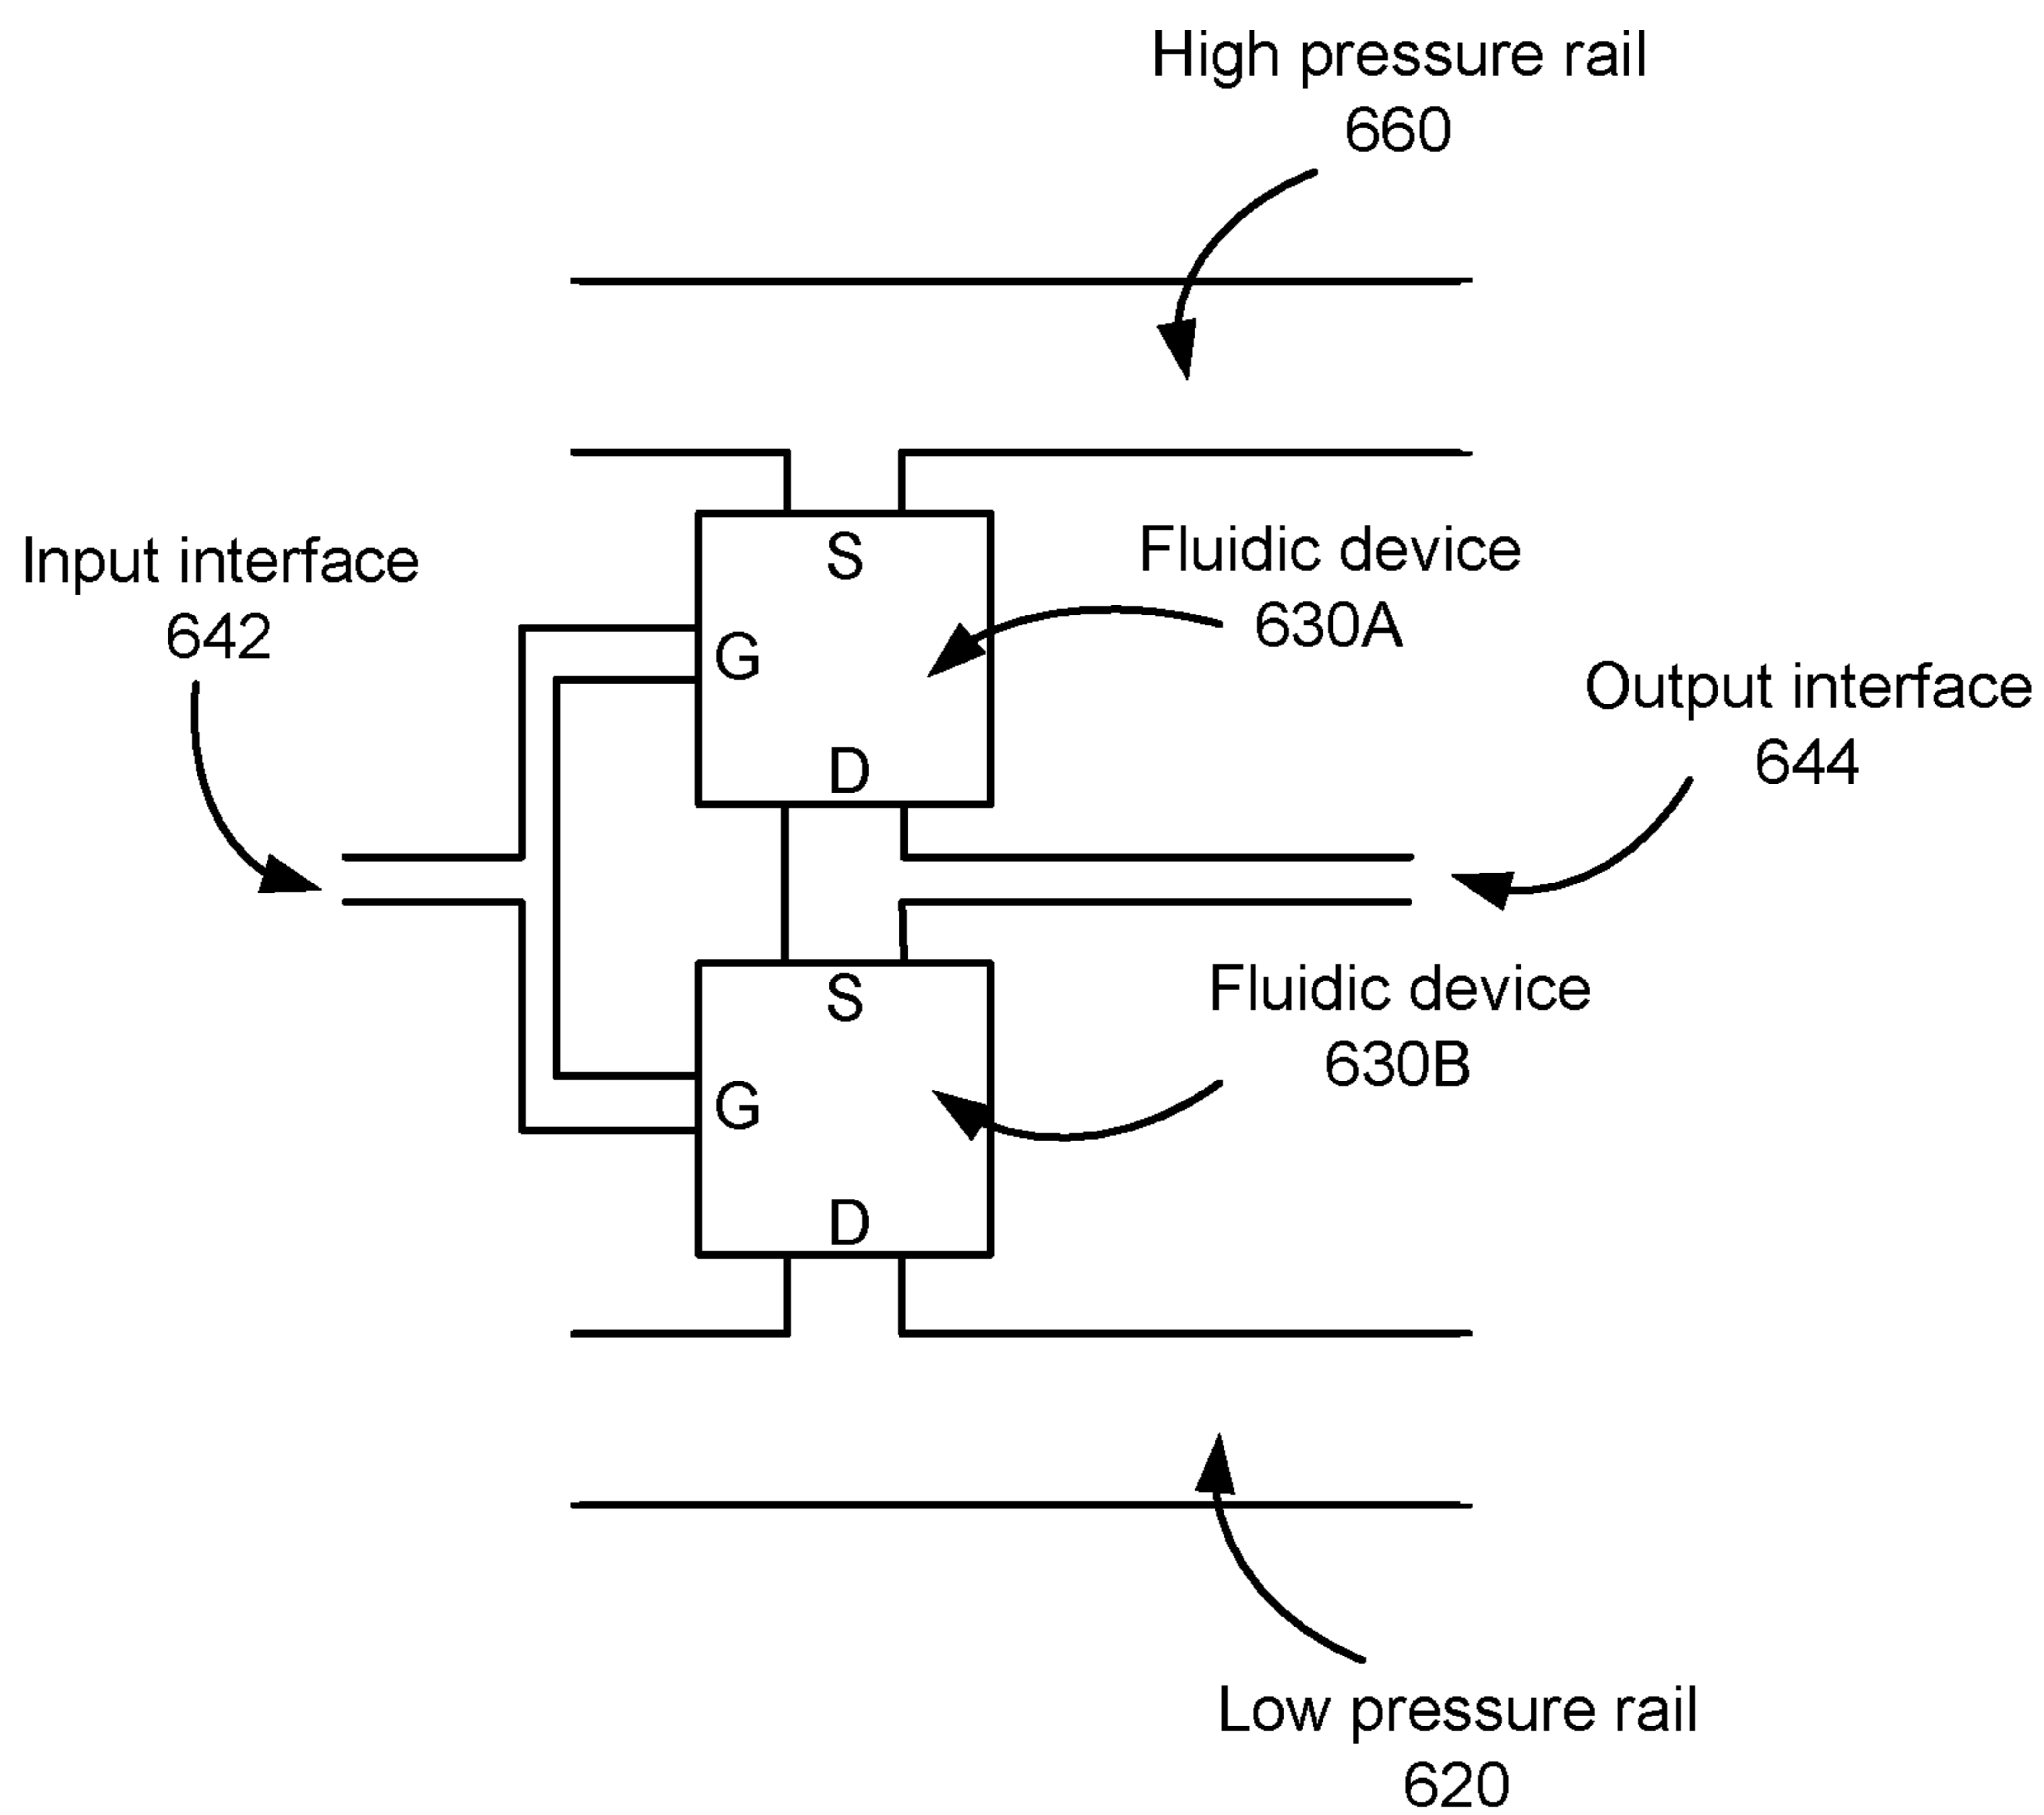 High pressure rail
660
Input interface
642
S
G
D
Fluidic device
630A
Output interface
644
S
G
D
Fluidic device
630B
Low pressure rail
620